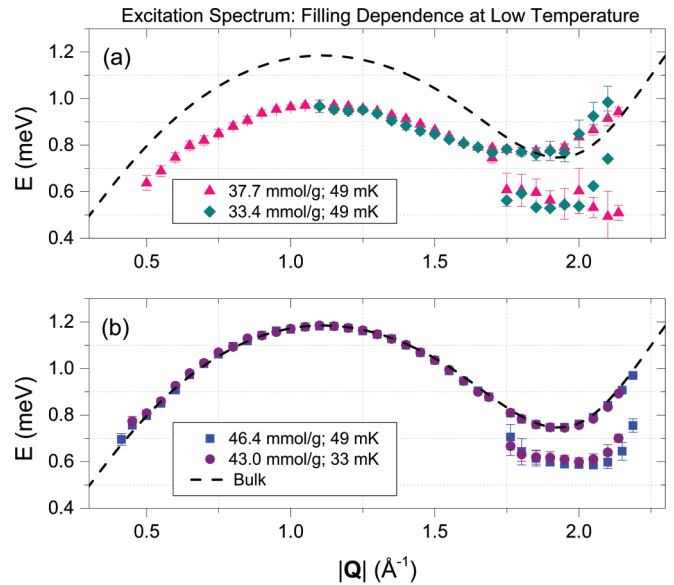 Excitation Spectrum: Filling Dependence at Low Temperature
(a)
1.2
1.0
0.8
0.6
0.4
E (meV)
37.7 mmol/g; 49 mK
33.4 mmol/g; 49 mK
0.5 1.0 1.5 2.0
(b)
1.2
1.0
0.8
0.6
0.4
E (meV)
46.4 mmol/g; 49 mK
43.0 mmol/g; 33 mK
Bulk
0.5 1.0 1.5 2.0
|Q| (Å⁻¹)